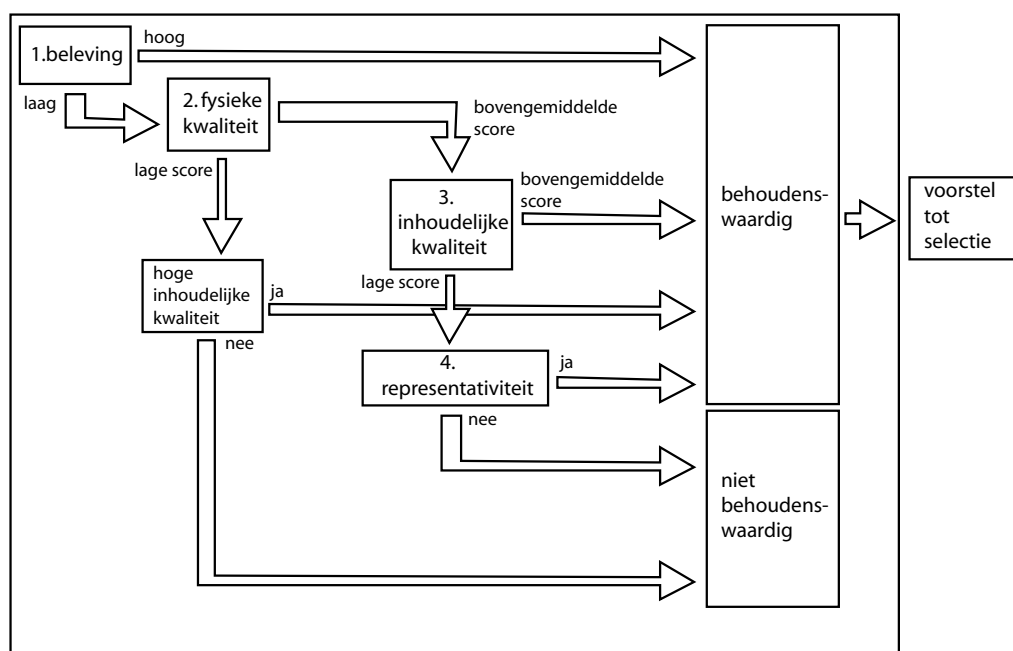 hoog
1.beleving
laag
2. fysieke
kwaliteit
bovengemiddelde
score
lage score
bovengemiddelde
score
3.
inhoudelijke
kwaliteit
behoudens-
waardig
voorstel
tot
selectie
hoge
inhoudelijke
kwaliteit
ja
lage score
nee
4.
representativiteit
ja
nee
niet
behoudens-
waardig